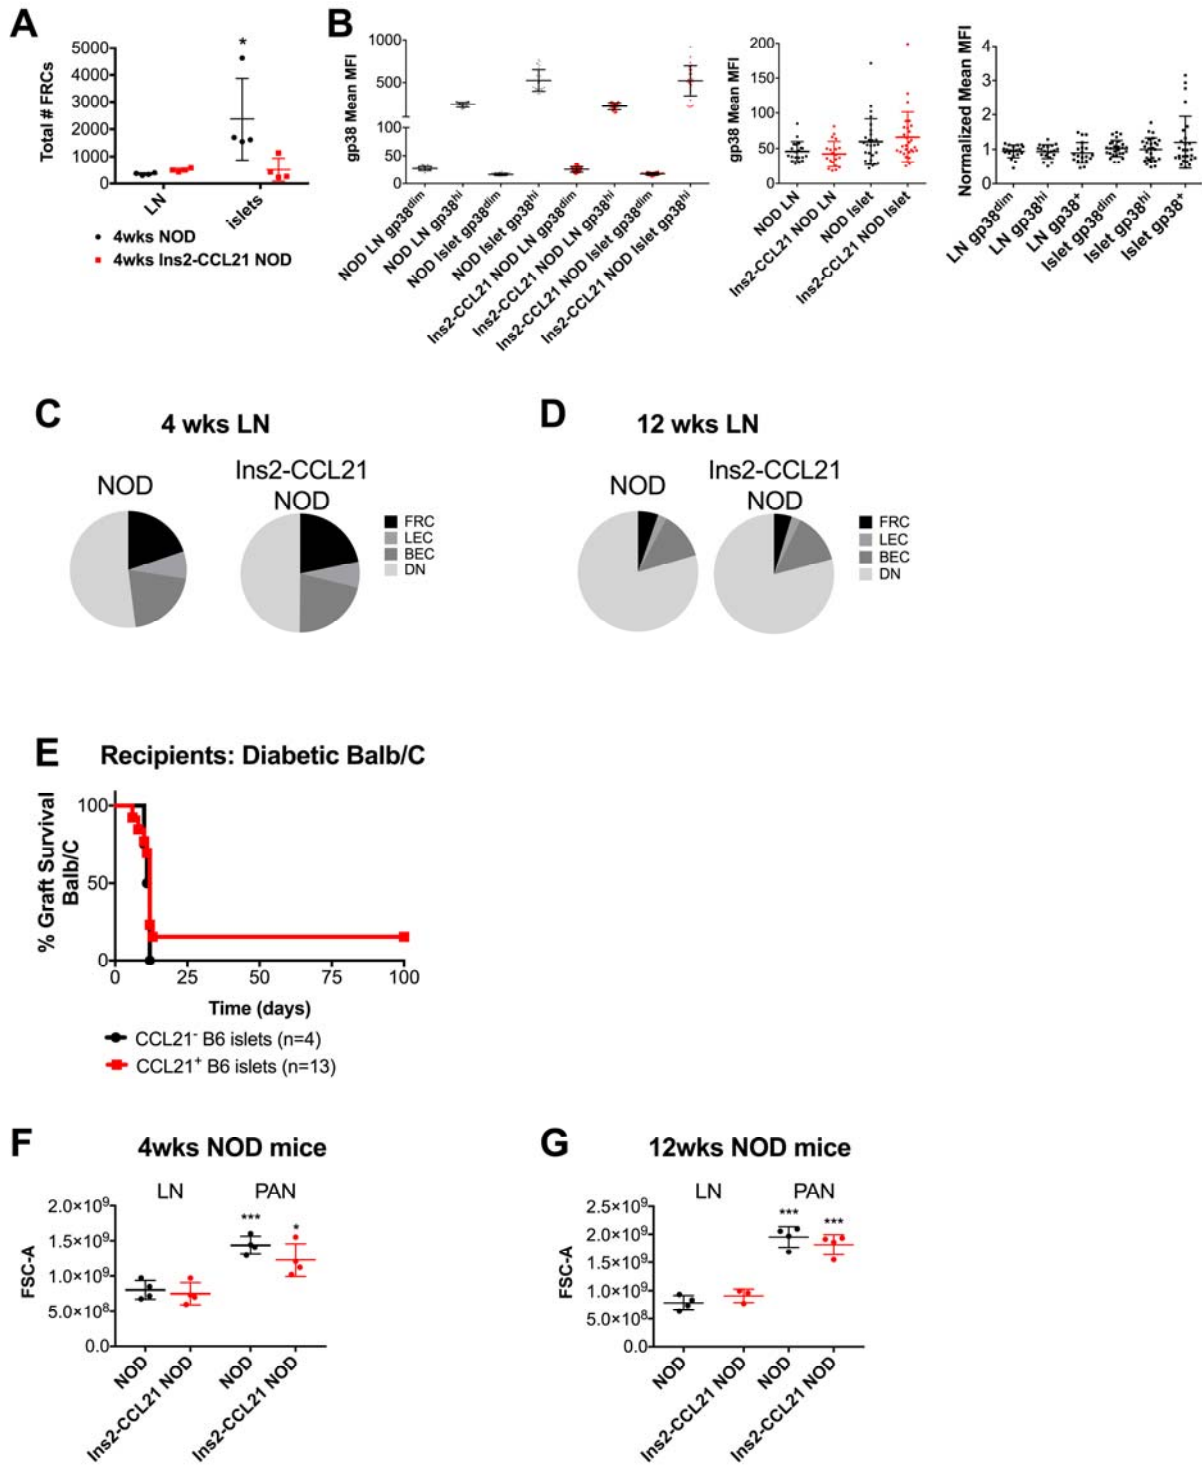 A
Total # FRCs
5000
4000
3000
2000
1000
0
*
LN
islets
4wks NOD
4wks Ins2-CCL21 NOD
B
gp38 Mean MFI
1000
500
100
50
0
NOD LN gp38dim
NOD LN gp38hi
NOD Islet gp38dim
NOD Islet gp38hi
Ins2-CCL21 NOD LN gp38dim
Ins2-CCL21 NOD LN gp38hi
Ins2-CCL21 NOD Islet gp38dim
Ins2-CCL21 NOD Islet gp38hi
gp38 Mean MFI
200
150
100
50
0
NOD LN
Ins2-CCL21 NOD LN
NOD Islet
Ins2-CCL21 NOD Islet
Normalized Mean MFI
4
3
2
1
0
LN gp38dim
LN gp38hi
LN gp38+
Islet gp38dim
Islet gp38hi
Islet gp38+
C
4 wks LN
NOD
Ins2-CCL21
NOD
FRC
LEC
BEC
DN
D
12 wks LN
NOD
Ins2-CCL21
NOD
FRC
LEC
BEC
DN
E
Recipients: Diabetic Balb/C
% Graft Survival
Balb/C
100
50
0
0 25 50 75 100
Time (days)
CCL21- B6 islets (n=4)
CCL21+ B6 islets (n=13)
F
4wks NOD mice
LN PAN
FSC-A
2.0×10⁹
1.5×10⁹
1.0×10⁹
5.0×10⁸
0.0
***
*
NOD
Ins2-CCL21 NOD
NOD
Ins2-CCL21 NOD
G
12wks NOD mice
LN PAN
FSC-A
2.5×10⁹
2.0×10⁹
1.5×10⁹
1.0×10⁹
5.0×10⁸
0.0
***
***
NOD
Ins2-CCL21 NOD
NOD
Ins2-CCL21 NOD